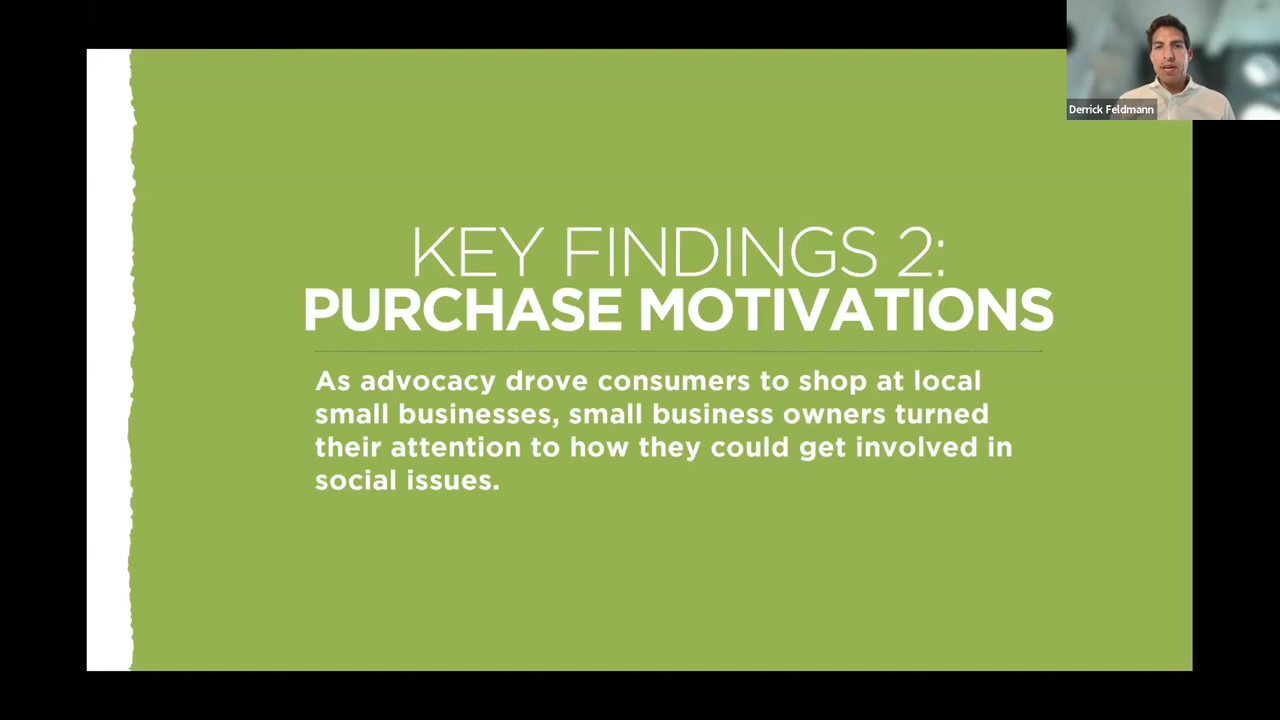 Derrick Feldmann
KEY FINDINGS 2:
PURCHASE MOTIVATIONS
As advocacy drove consumers to shop at local
small businesses, small business owners turned
their attention to how they could get involved in
social issues.